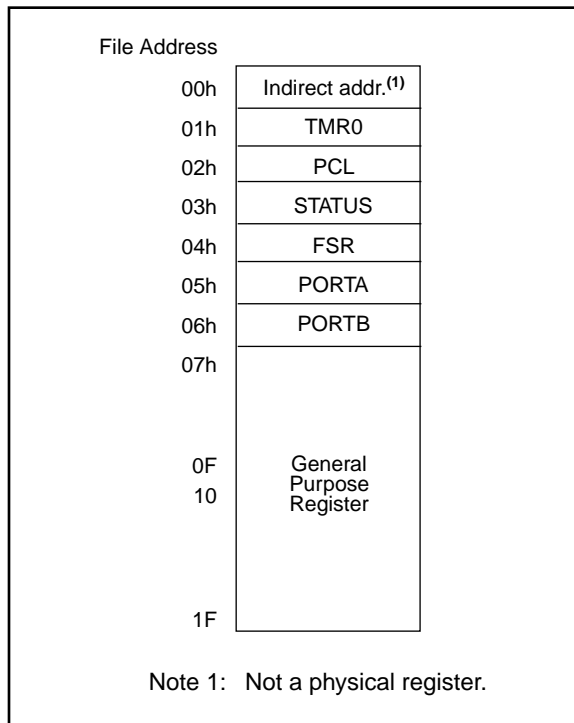 File Address
00h Indirect addr.(1)
01h TMR0
02h PCL
03h STATUS
04h FSR
05h PORTA
06h PORTB
07h
0F General
Purpose
10 Register
1F
Note 1: Not a physical register.